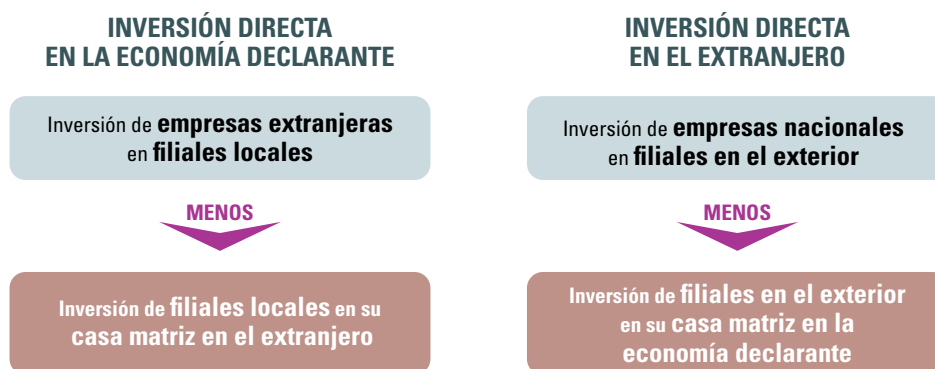 INVERSIÓN DIRECTA
EN LA ECONOMÍA DECLARANTE
Inversión de empresas extranjeras
en filiales locales
MENOS
Inversión de filiales locales en su
casa matriz en el extranjero
INVERSIÓN DIRECTA
EN EL EXTRANJERO
Inversión de empresas nacionales
en filiales en el exterior
MENOS
Inversión de filiales en el exterior
en su casa matriz en la
economía declarante